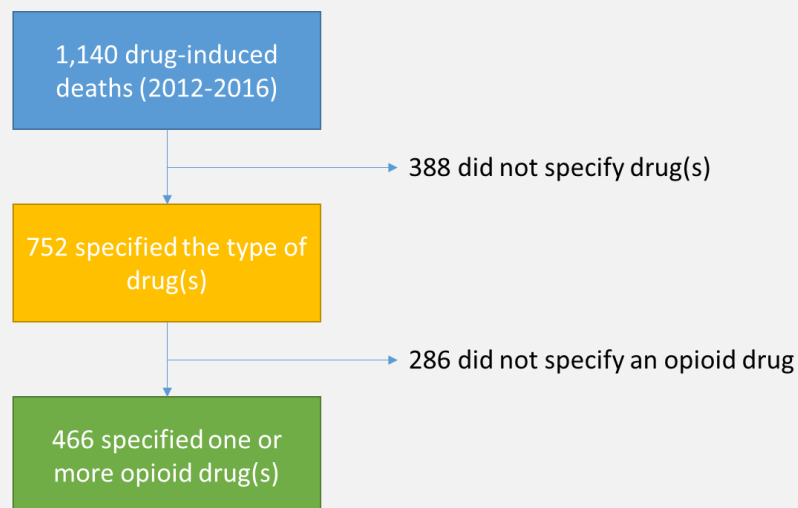 1,140 drug-induced
deaths (2012-2016)
388 did not specify drug(s)
752 specified the type of
drug(s)
286 did not specify an opioid drug
466 specified one or
more opioid drug(s)